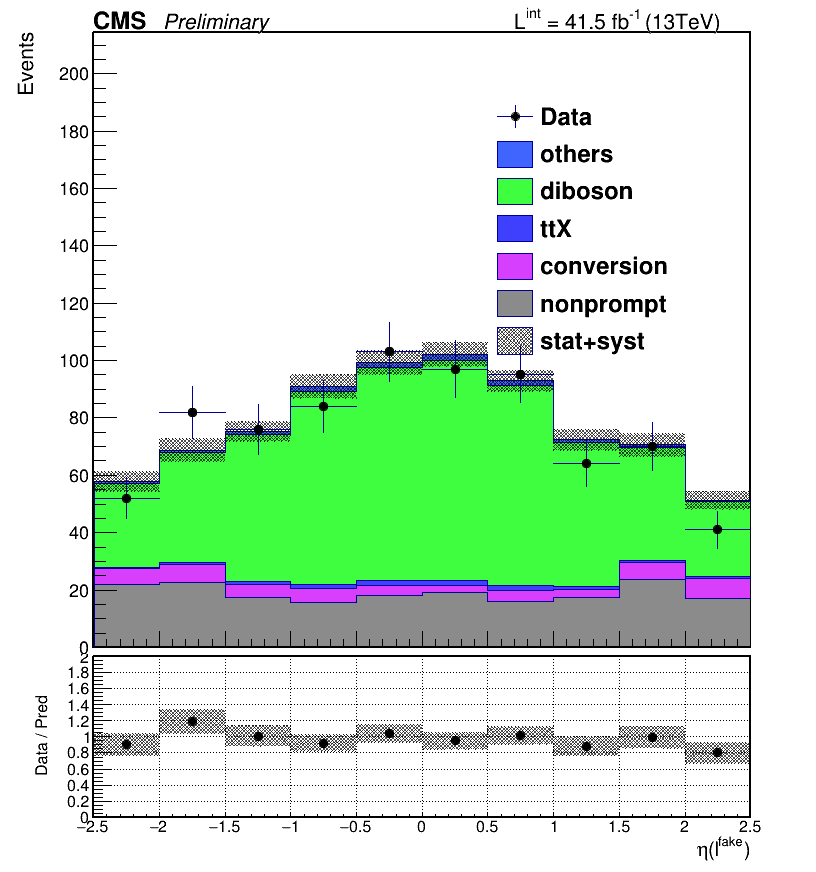 CMS Preliminary L^int = 41.5 fb^-1 (13TeV)
Events
200
180
160
140
120
100
80
60
40
20
0
Data
others
diboson
ttX
conversion
nonprompt
stat+syst
Data / Pred
2
1.8
1.6
1.4
1.2
1
0.8
0.6
0.4
0.2
0
−2.5 −2 −1.5 −1 −0.5 0 0.5 1 1.5 2 2.5
η(l^fake)